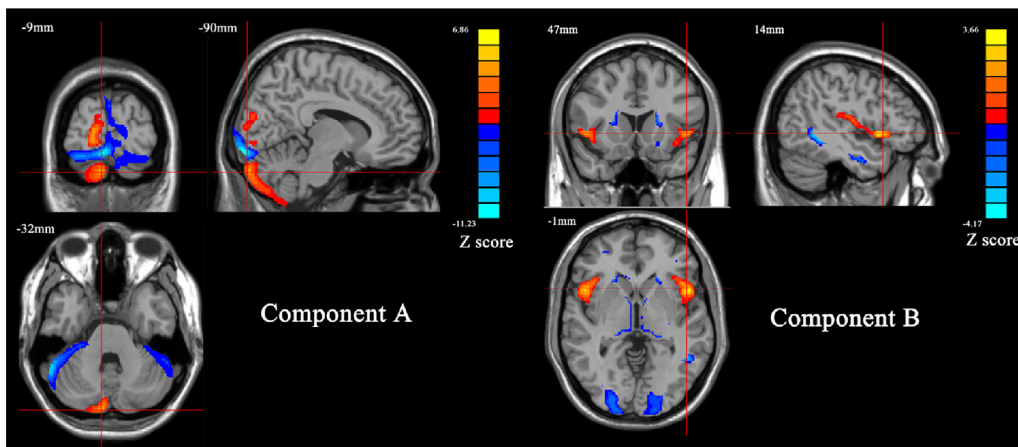 -9mm
-90mm
6.86
-11.23
Z score
-32mm
Component A
47mm
14mm
3.66
-4.17
Z score
-1mm
Component B